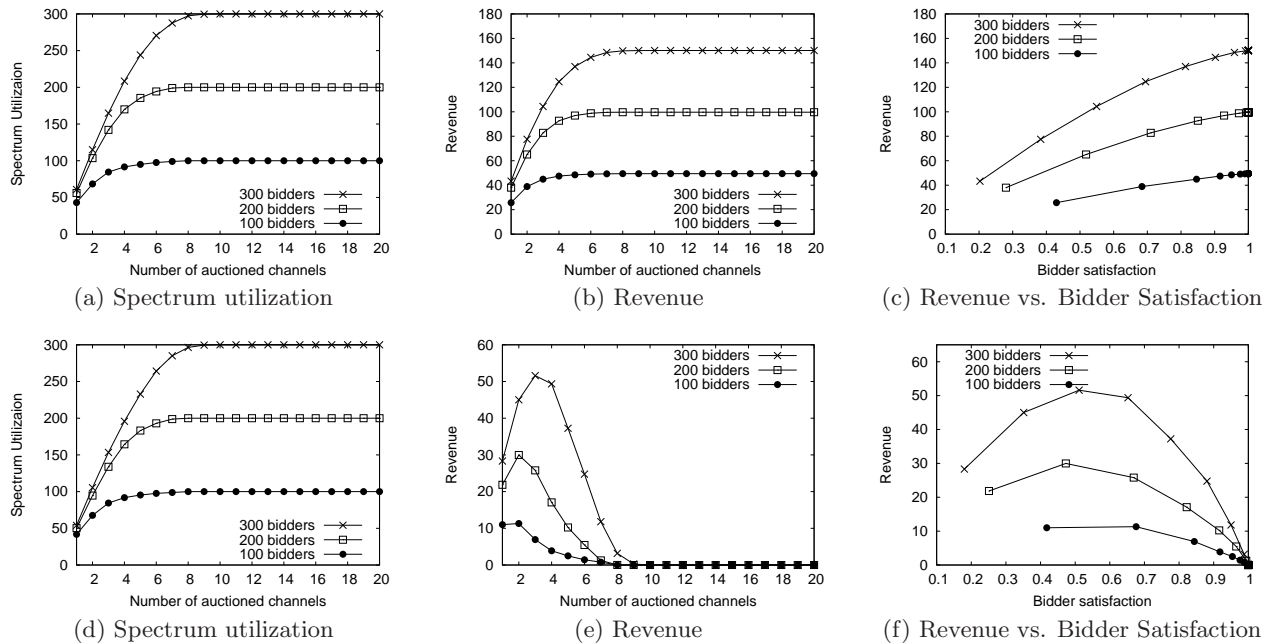 300
250
200
150
100
50
0
Spectrum Utilizaion
300 bidders
200 bidders
100 bidders
2 4 6 8 10 12 14 16 18 20
Number of auctioned channels
(a) Spectrum utilization
180
160
140
120
100
80
60
40
20
0
Revenue
300 bidders
200 bidders
100 bidders
2 4 6 8 10 12 14 16 18 20
Number of auctioned channels
(b) Revenue
180
160
140
120
100
80
60
40
20
0
Revenue
300 bidders
200 bidders
100 bidders
0.1 0.2 0.3 0.4 0.5 0.6 0.7 0.8 0.9 1
Bidder satisfaction
(c) Revenue vs. Bidder Satisfaction
300
250
200
150
100
50
0
Spectrum Utilizaion
300 bidders
200 bidders
100 bidders
2 4 6 8 10 12 14 16 18 20
Number of auctioned channels
(d) Spectrum utilization
60
50
40
30
20
10
0
Revenue
300 bidders
200 bidders
100 bidders
2 4 6 8 10 12 14 16 18 20
Number of auctioned channels
(e) Revenue
60
50
40
30
20
10
0
Revenue
300 bidders
200 bidders
100 bidders
0.1 0.2 0.3 0.4 0.5 0.6 0.7 0.8 0.9 1
Bidder satisfaction
(f) Revenue vs. Bidder Satisfaction